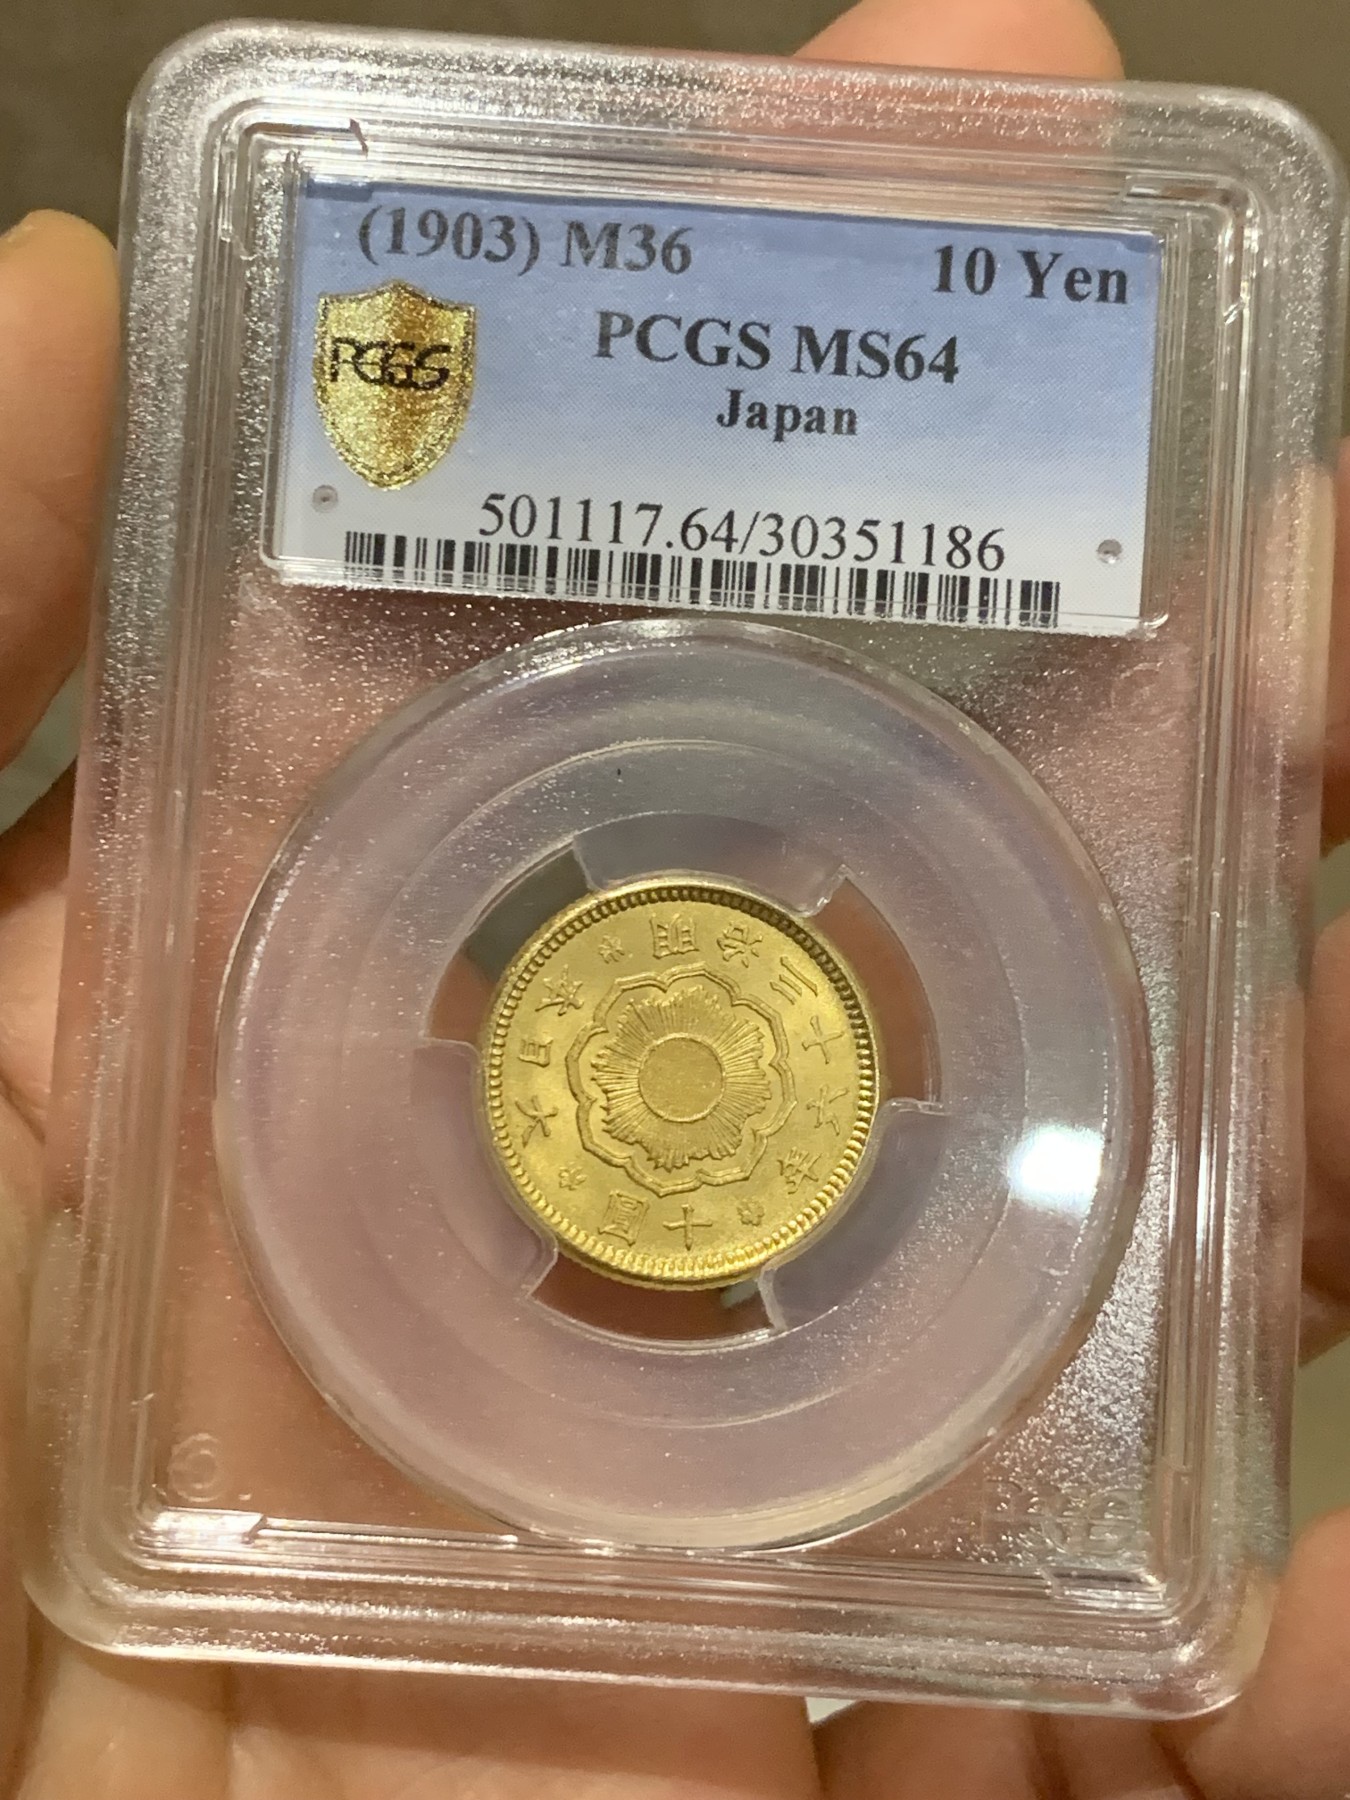 (1903) M36 10 Yen
PCGS MS64
PCGS
Japan
501117.64/30351186
大日本 明治三十六年
十圓